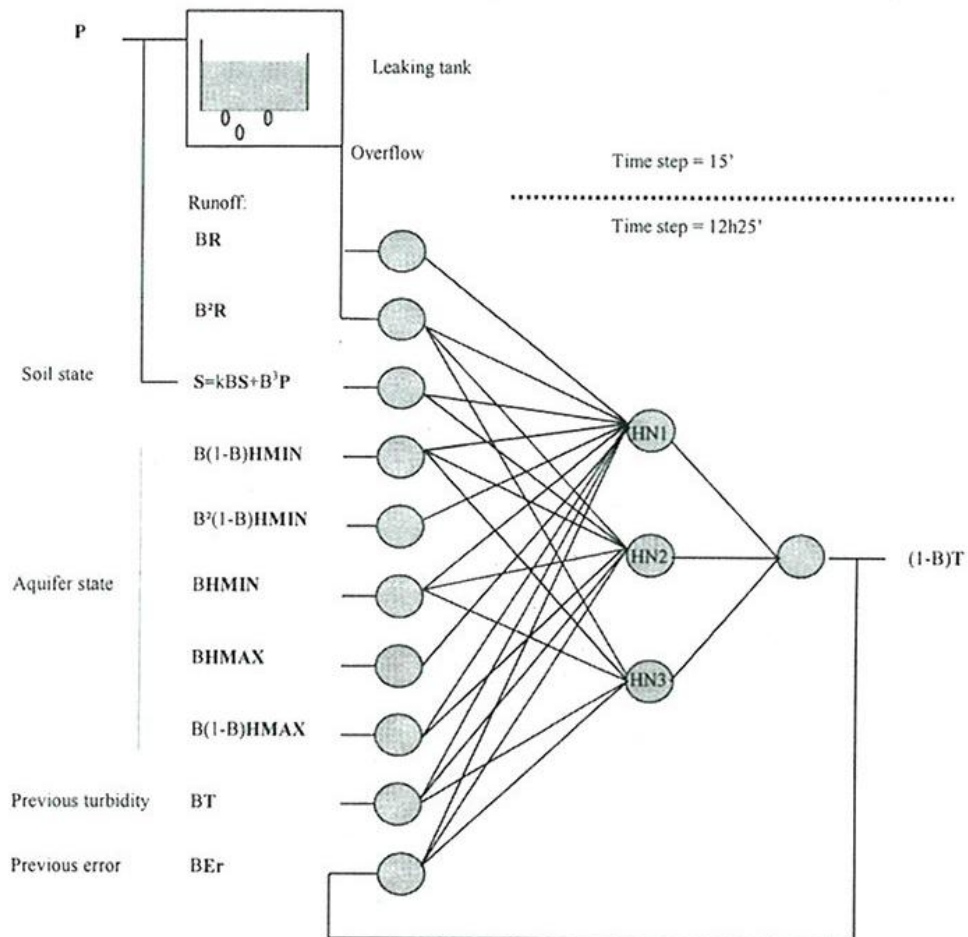 P
Leaking tank
Overflow
Time step = 15'
Time step = 12h25'
Runoff:
BR
B²R
Soil state
S=kBS+B³P
B(1-B)HMIN
HN1
B²(1-B)HMIN
HN2
(1-B)T
Aquifer state
BHMIN
BHMAX
HN3
B(1-B)HMAX
Previous turbidity
BT
Previous error
BEr